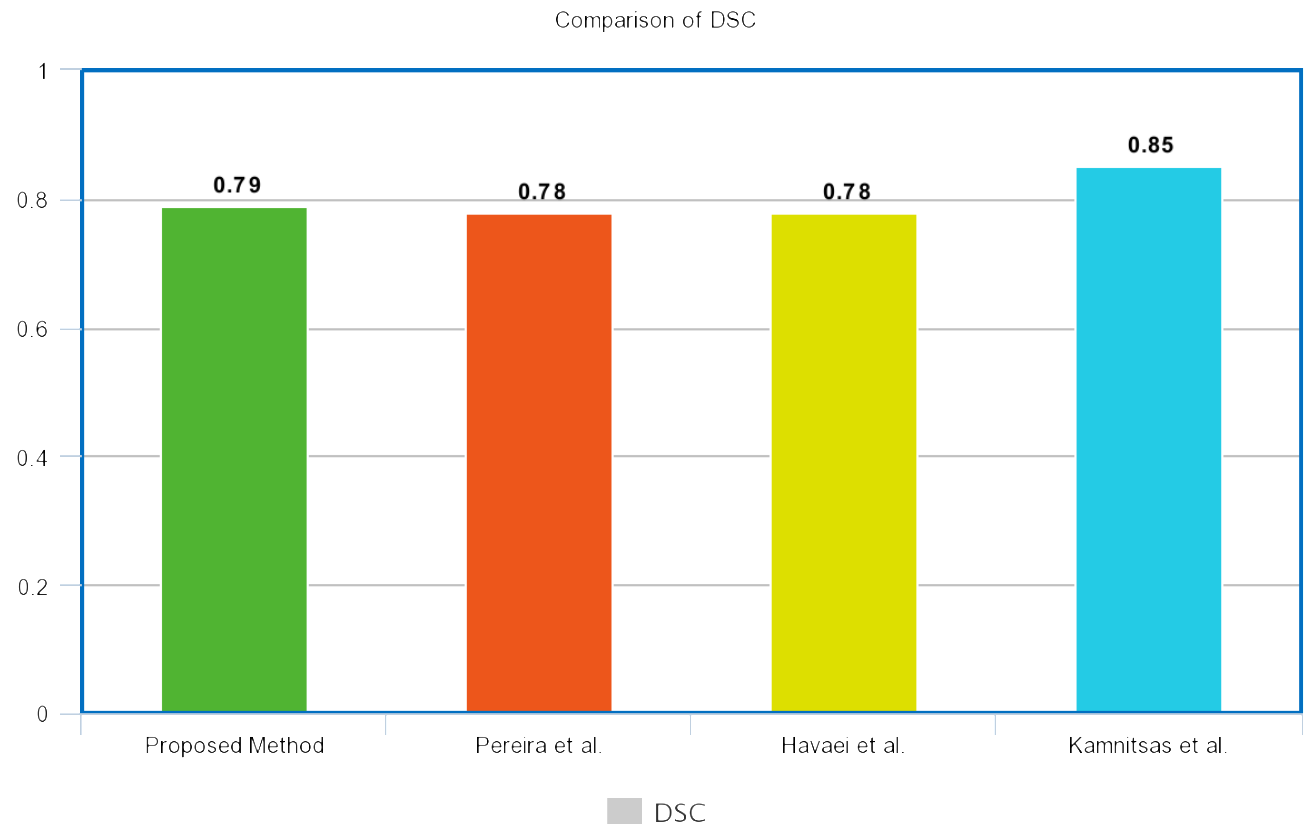 Comparison of DSC
1
0.85
0.79
0.78
0.78
0.8
0.6
0.4
0.2
0
Proposed Method
Pereira et al.
Havaei et al.
Kamnitsas et al.
DSC